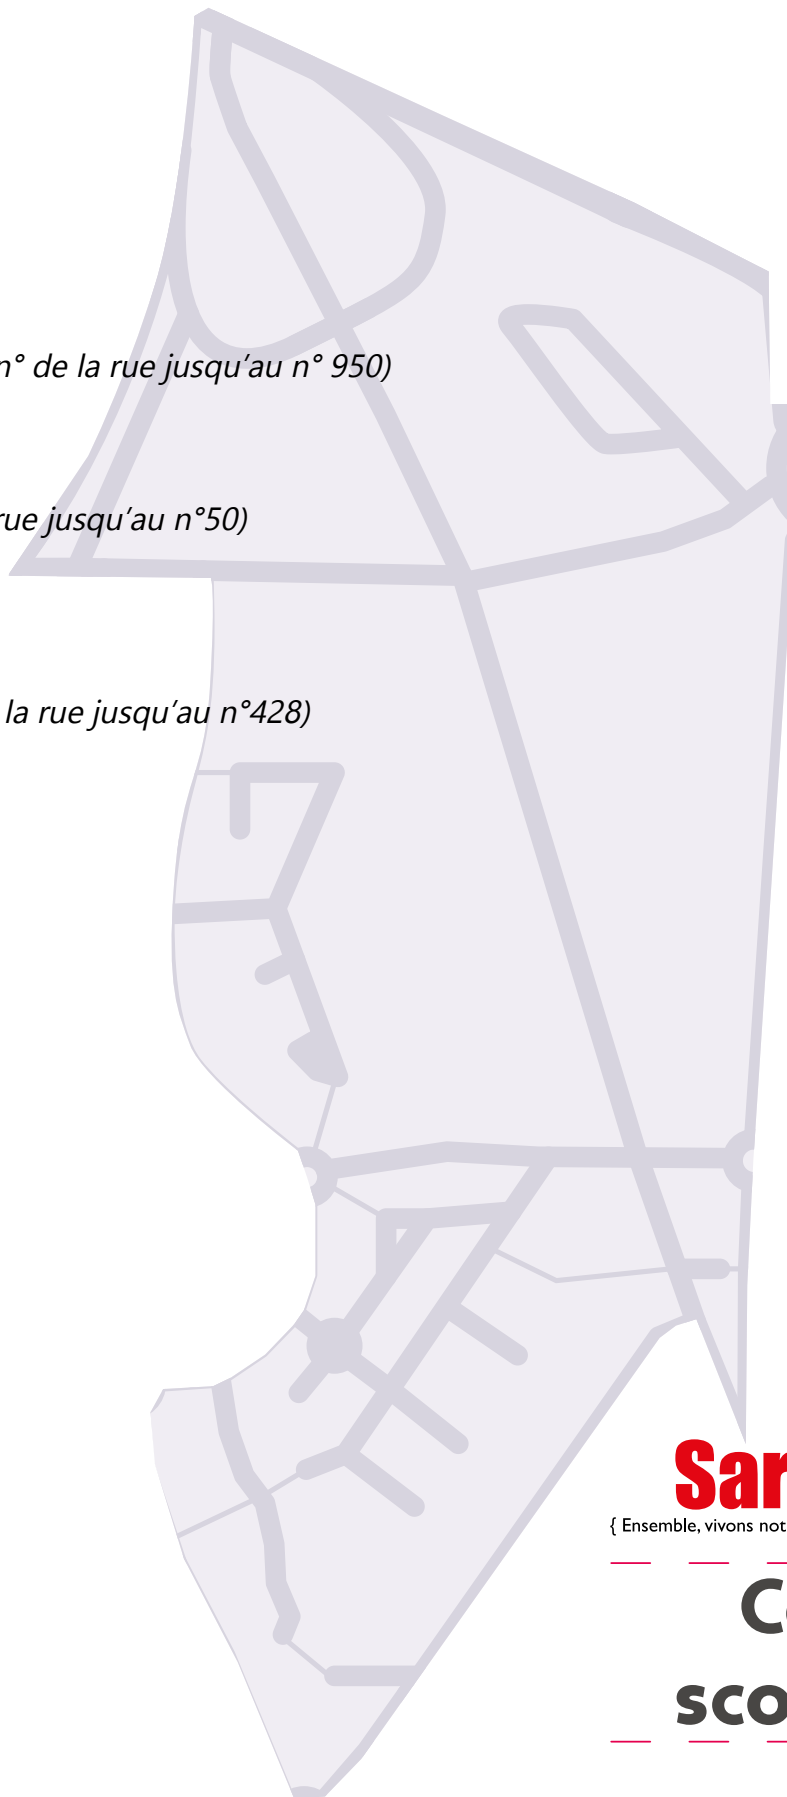 n° de la rue jusqu'au n° 950)
rue jusqu'au n°50)
la rue jusqu'au n°428)
Sar
{ Ensemble, vivons not
C
sco